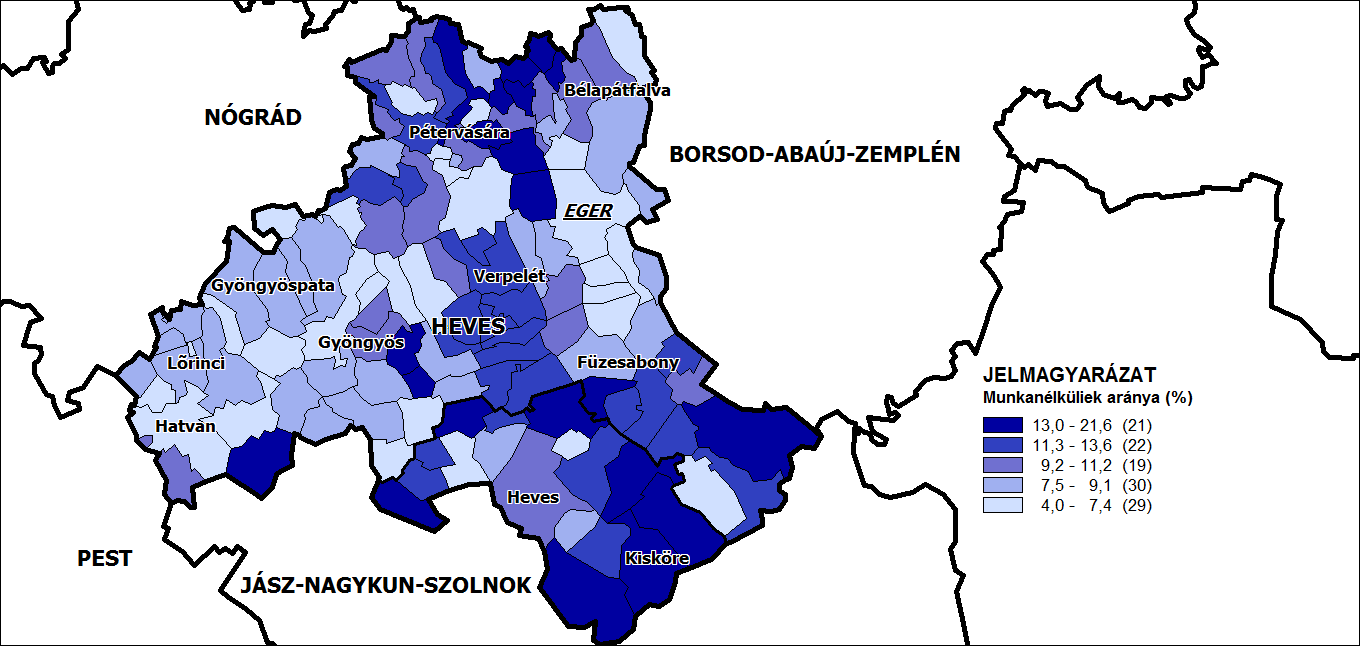 Bélapátfalva
NÓGRÁD
Pétervására
BORSOD-ABAÚJ-ZEMPLÉN
EGER
Verpelét
Gyöngyöspata
HEVES
Gyöngyös
Lõrinci
Füzesabony
JELMAGYARÁZAT
Munkanélküliek aránya (%)
13,0 - 21,6 (21)
11,3 - 13,6 (22)
9,2 - 11,2 (19)
7,5 - 9,1 (30)
4,0 - 7,4 (29)
Hatvan
Heves
PEST
Kisköre
JÁSZ-NAGYKUN-SZOLNOK